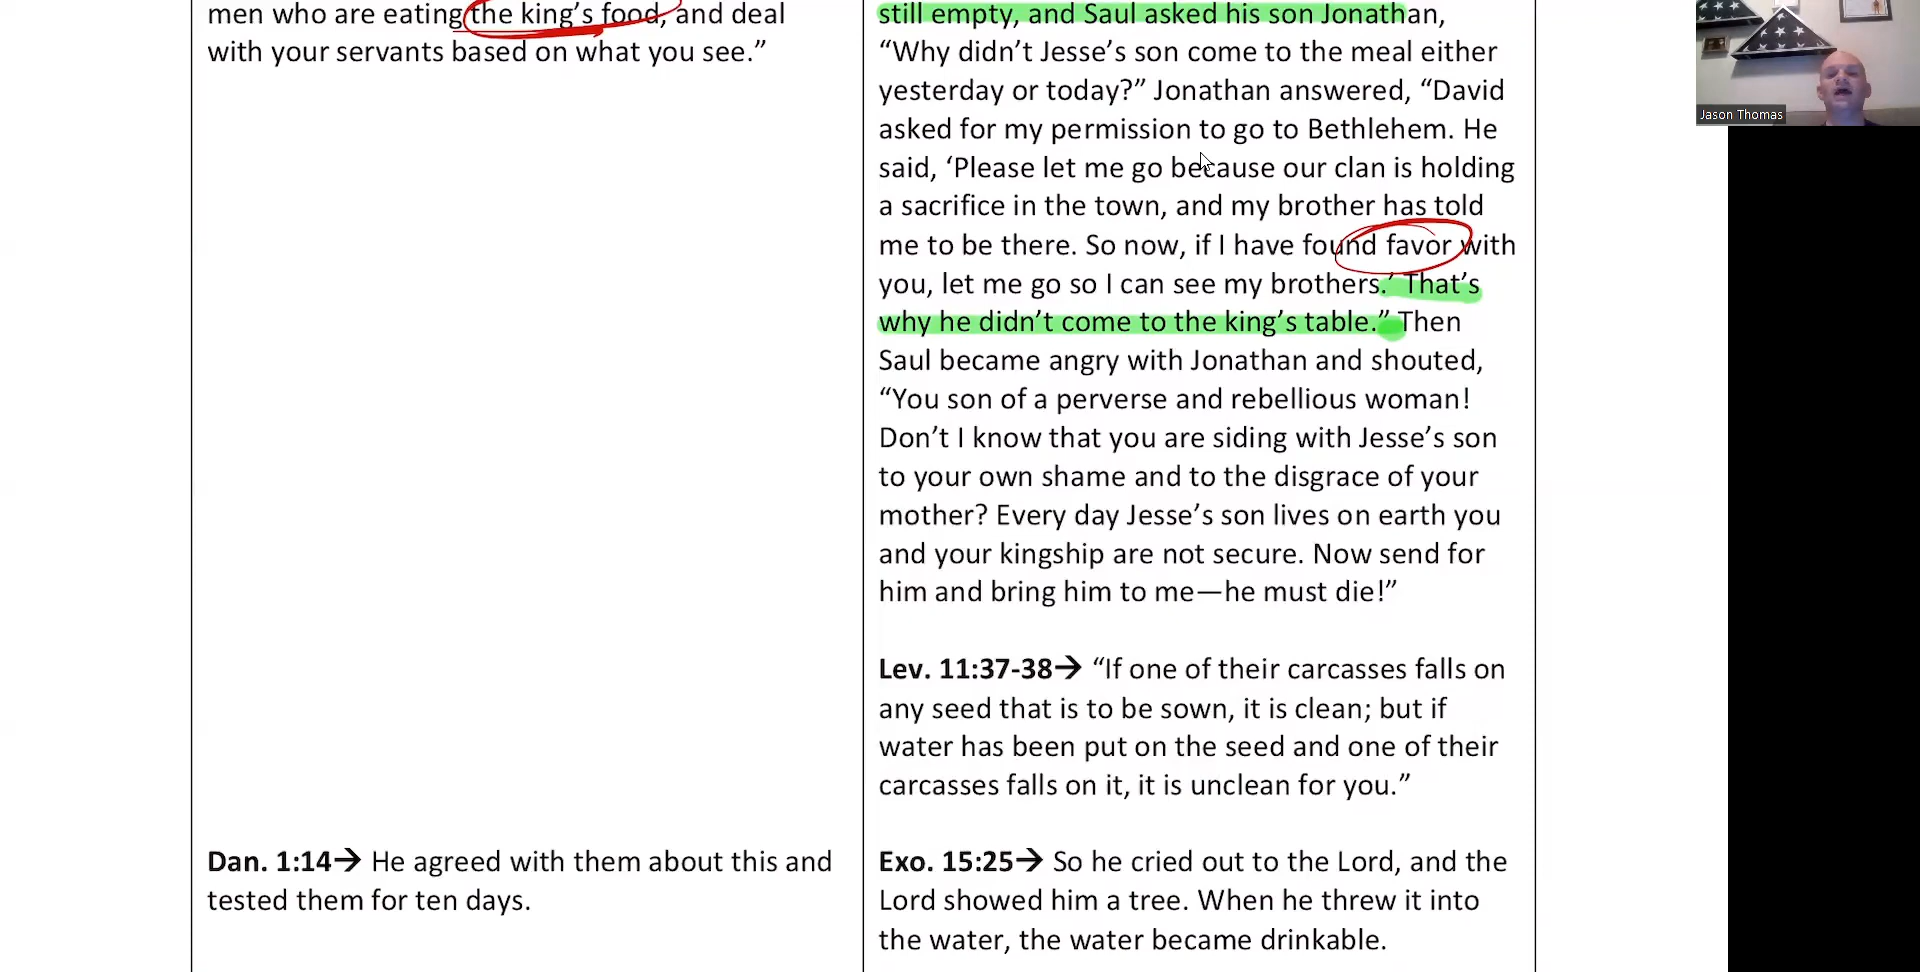 men who are eating the king’s food, and deal
with your servants based on what you see.”
Dan. 1:14→ He agreed with them about this and
tested them for ten days.
still empty, and Saul asked his son Jonathan,
“Why didn’t Jesse’s son come to the meal either
yesterday or today?” Jonathan answered, “David
asked for my permission to go to Bethlehem. He
said, ‘Please let me go because our clan is holding
a sacrifice in the town, and my brother has told
me to be there. So now, if I have found favor with
you, let me go so I can see my brothers.’ That’s
why he didn’t come to the king’s table.” Then
Saul became angry with Jonathan and shouted,
“You son of a perverse and rebellious woman!
Don’t I know that you are siding with Jesse’s son
to your own shame and to the disgrace of your
mother? Every day Jesse’s son lives on earth you
and your kingship are not secure. Now send for
him and bring him to me—he must die!”
Lev. 11:37-38→ “If one of their carcasses falls on
any seed that is to be sown, it is clean; but if
water has been put on the seed and one of their
carcasses falls on it, it is unclean for you.”
Exo. 15:25→ So he cried out to the Lord, and the
Lord showed him a tree. When he threw it into
the water, the water became drinkable.
Jason Thomas